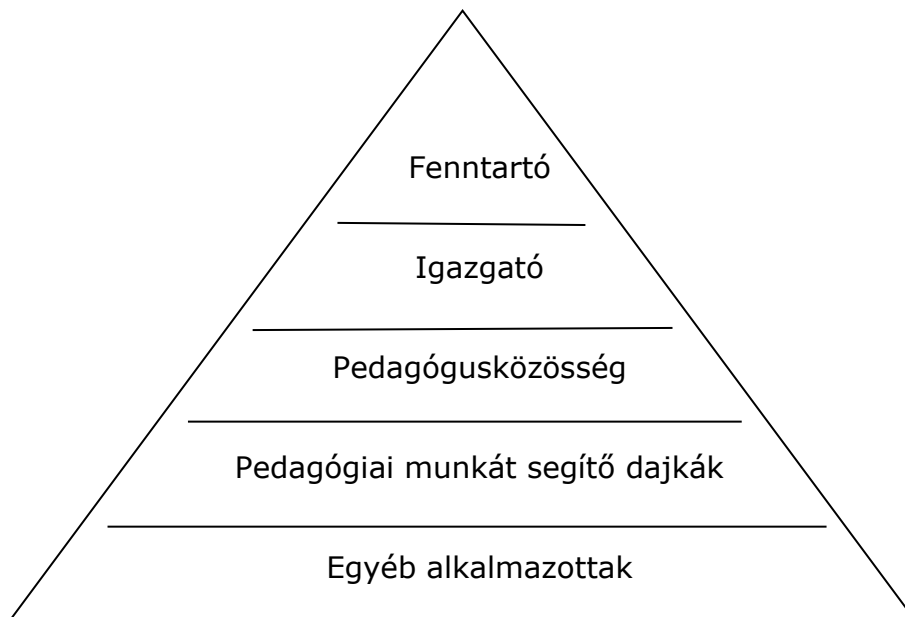 Fenntartó
Igazgató
Pedagógusközösség
Pedagógiai munkát segítő dajkák
Egyéb alkalmazottak